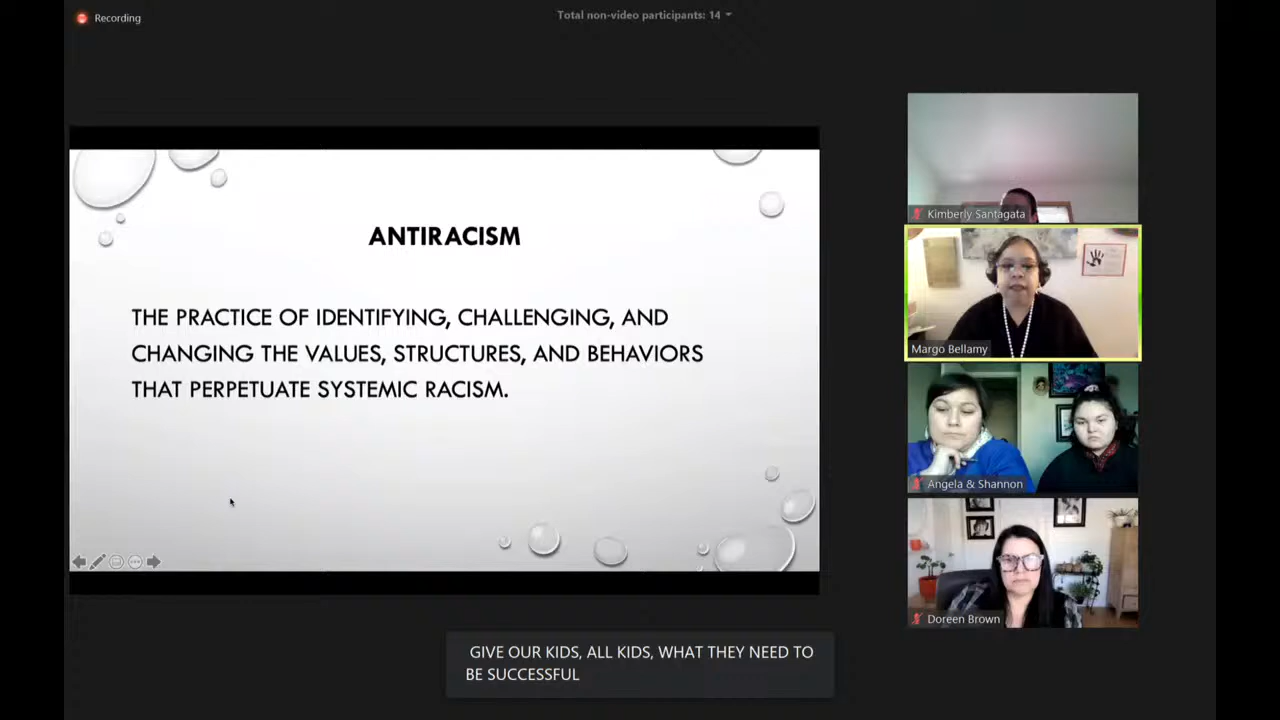 Recording
Total non-video participants: 14
ANTIRACISM
THE PRACTICE OF IDENTIFYING, CHALLENGING, AND
CHANGING THE VALUES, STRUCTURES, AND BEHAVIORS
THAT PERPETUATE SYSTEMIC RACISM.
Kimberly Santagata
Margo Bellamy
Angela & Shannon
Doreen Brown
GIVE OUR KIDS, ALL KIDS, WHAT THEY NEED TO
BE SUCCESSFUL